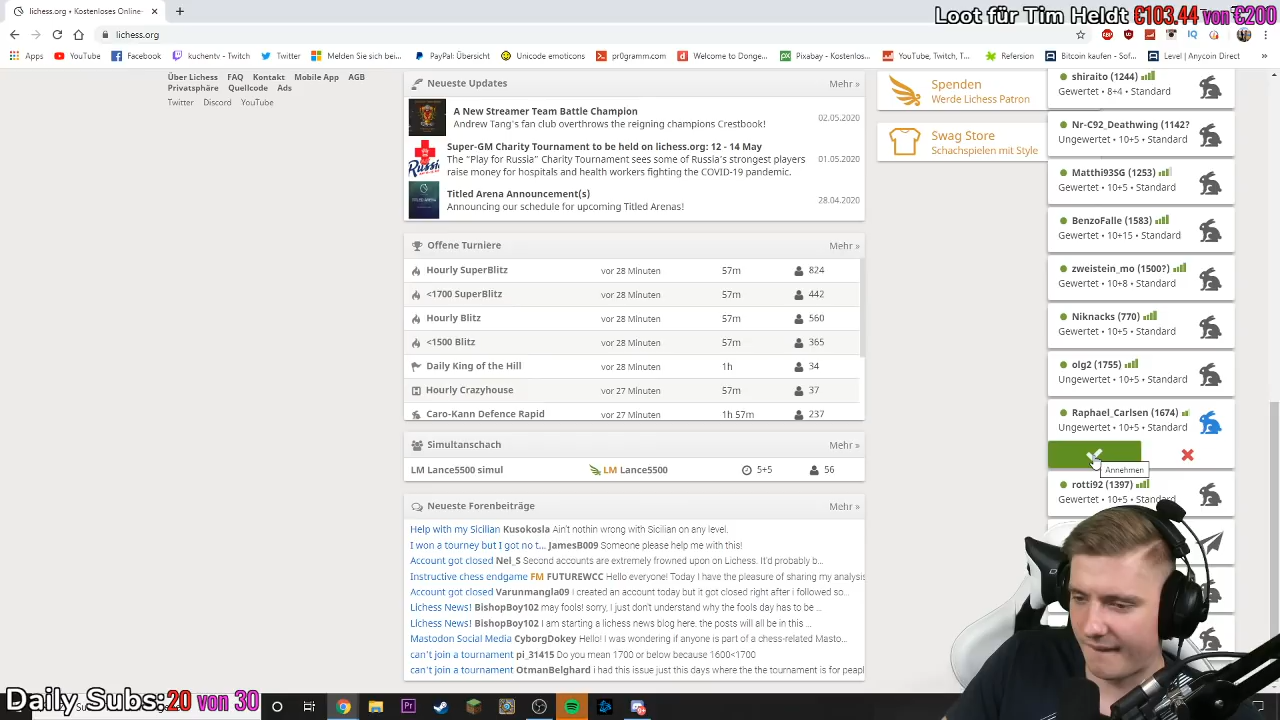 lichess.org • Kostenloses Online-
Loot für Tim Heldt €103.44 von €200
lichess.org
Apps YouTube Facebook kuchentv - Twitch Twitter Melden Sie sich bei... PayPal-Übersicht Unicode emoticons pr0gramm.com Welcome to Donge... Pixabay - Kostenlos... YouTube, Twitch, T... Refersion Bitcoin kaufen - Sof... Level | Anycoin Direct
Über Lichess FAQ Kontakt Mobile App AGB
Privatsphäre Quellcode Ads
Twitter Discord YouTube
Neueste Updates Mehr »
A New Streamer Team Battle Champion
Andrew Tang's fan club overthrows the reigning champions Crestbook!
02.05.2020
Super-GM Charity Tournament to be held on lichess.org: 12 - 14 May
The "Play for Russia" Charity Tournament sees some of Russia's strongest players
raise money for hospitals and health workers fighting the COVID-19 pandemic.
01.05.2020
Titled Arena Announcement(s)
Announcing our schedule for upcoming Titled Arenas!
28.04.2020
Offene Turniere Mehr »
Hourly SuperBlitz vor 28 Minuten 57m 824
<1700 SuperBlitz vor 28 Minuten 57m 442
Hourly Blitz vor 28 Minuten 57m 560
<1500 Blitz vor 28 Minuten 57m 365
Daily King of the Hill vor 28 Minuten 1h 34
Hourly Crazyhouse vor 27 Minuten 57m 37
Caro-Kann Defence Rapid vor 27 Minuten 1h 57m 237
Simultanschach Mehr »
LM Lance5500 simul LM Lance5500 5+5 56
Neueste Forenbeiträge Mehr »
Help with my Sicilian Kusokosla Ain't nothin wrong with Sicilian on any level.
I won a tourney but I got no t... JamesB009 Someone please help me with this!
Account got closed Nel_S Second accounts are extremely frowned upon on Lichess. It'd probably b...
Instructive chess endgame FM FUTUREWCC Hello everyone! Today I have the pleasure of sharing my analysis
Account got closed Varunmangla09 I created an account today but it got closed right after i followed so...
Lichess News! BishopBoy102 may fools! sorry, I just don't understand why the fools day has to be ...
Lichess News! BishopBoy102 I am starting a lichess news blog here. the posts will all be in this ...
Mastodon Social Media CyborgDokey Hello! I was wondering if anyone is part of a chess-related Masto...
can't join a tournament pi_31415 Do you mean 1700 or below because 1600<1700
can't join a tournament OtmanBelghard i had this issue just this days where the the tournament is for peapl
Spenden
Werde Lichess Patron
Swag Store
Schachspielen mit Style
shiraito (1244)
Gewertet • 8+4 • Standard
Nr-C92_Deathwing (1142?
Ungewertet • 10+5 • Standard
Matthi93SG (1253)
Gewertet • 10+5 • Standard
BenzoFalle (1583)
Gewertet • 10+15 • Standard
zweistein_mo (1500?)
Gewertet • 10+8 • Standard
Niknacks (770)
Gewertet • 10+5 • Standard
olg2 (1755)
Ungewertet • 10+5 • Standard
Raphael_Carlsen (1674)
Ungewertet • 10+5 • Standard
Annehmen
rotti92 (1397)
Gewertet • 10+5 • Standard
Daily Subs: 20 von 30